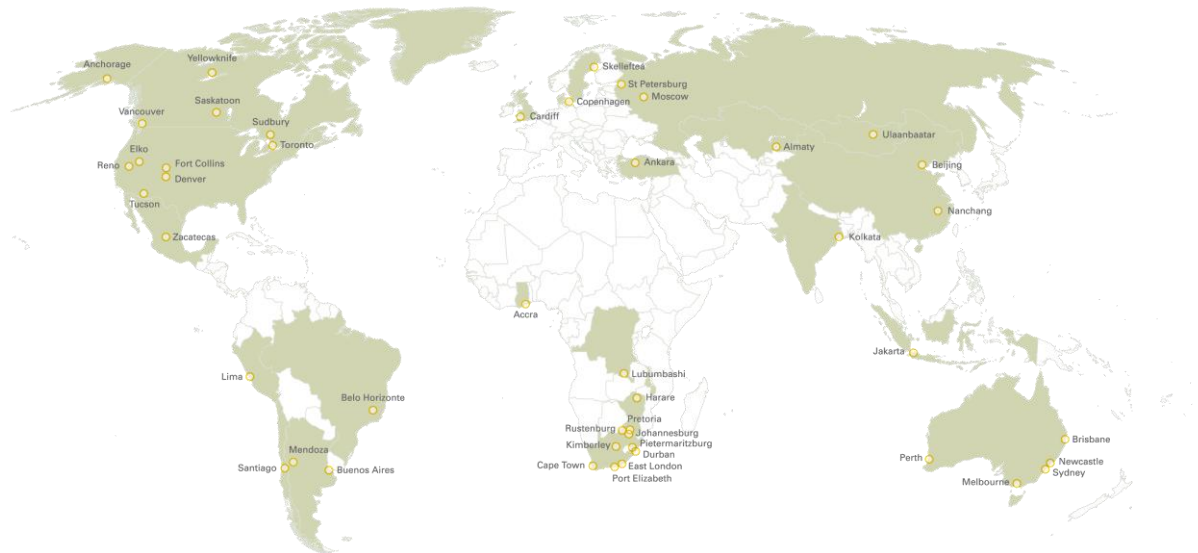 Anchorage
Yellowknife
Saskatoon
Vancouver
Sudbury
Toronto
Elko
Reno
Fort Collins
Denver
Tucson
Zacatecas
Lima
Belo Horizonte
Mendoza
Santiago
Buenos Aires
Skelleftea
St Petersburg
Moscow
Copenhagen
Cardiff
Ankara
Almaty
Ulaanbaatar
Beijing
Nanchang
Kolkata
Accra
Jakarta
Lubumbashi
Harare
Pretoria
Rustenburg
Johannesburg
Kimberley
Pietermaritzburg
Durban
Cape Town
East London
Port Elizabeth
Brisbane
Perth
Newcastle
Sydney
Melbourne